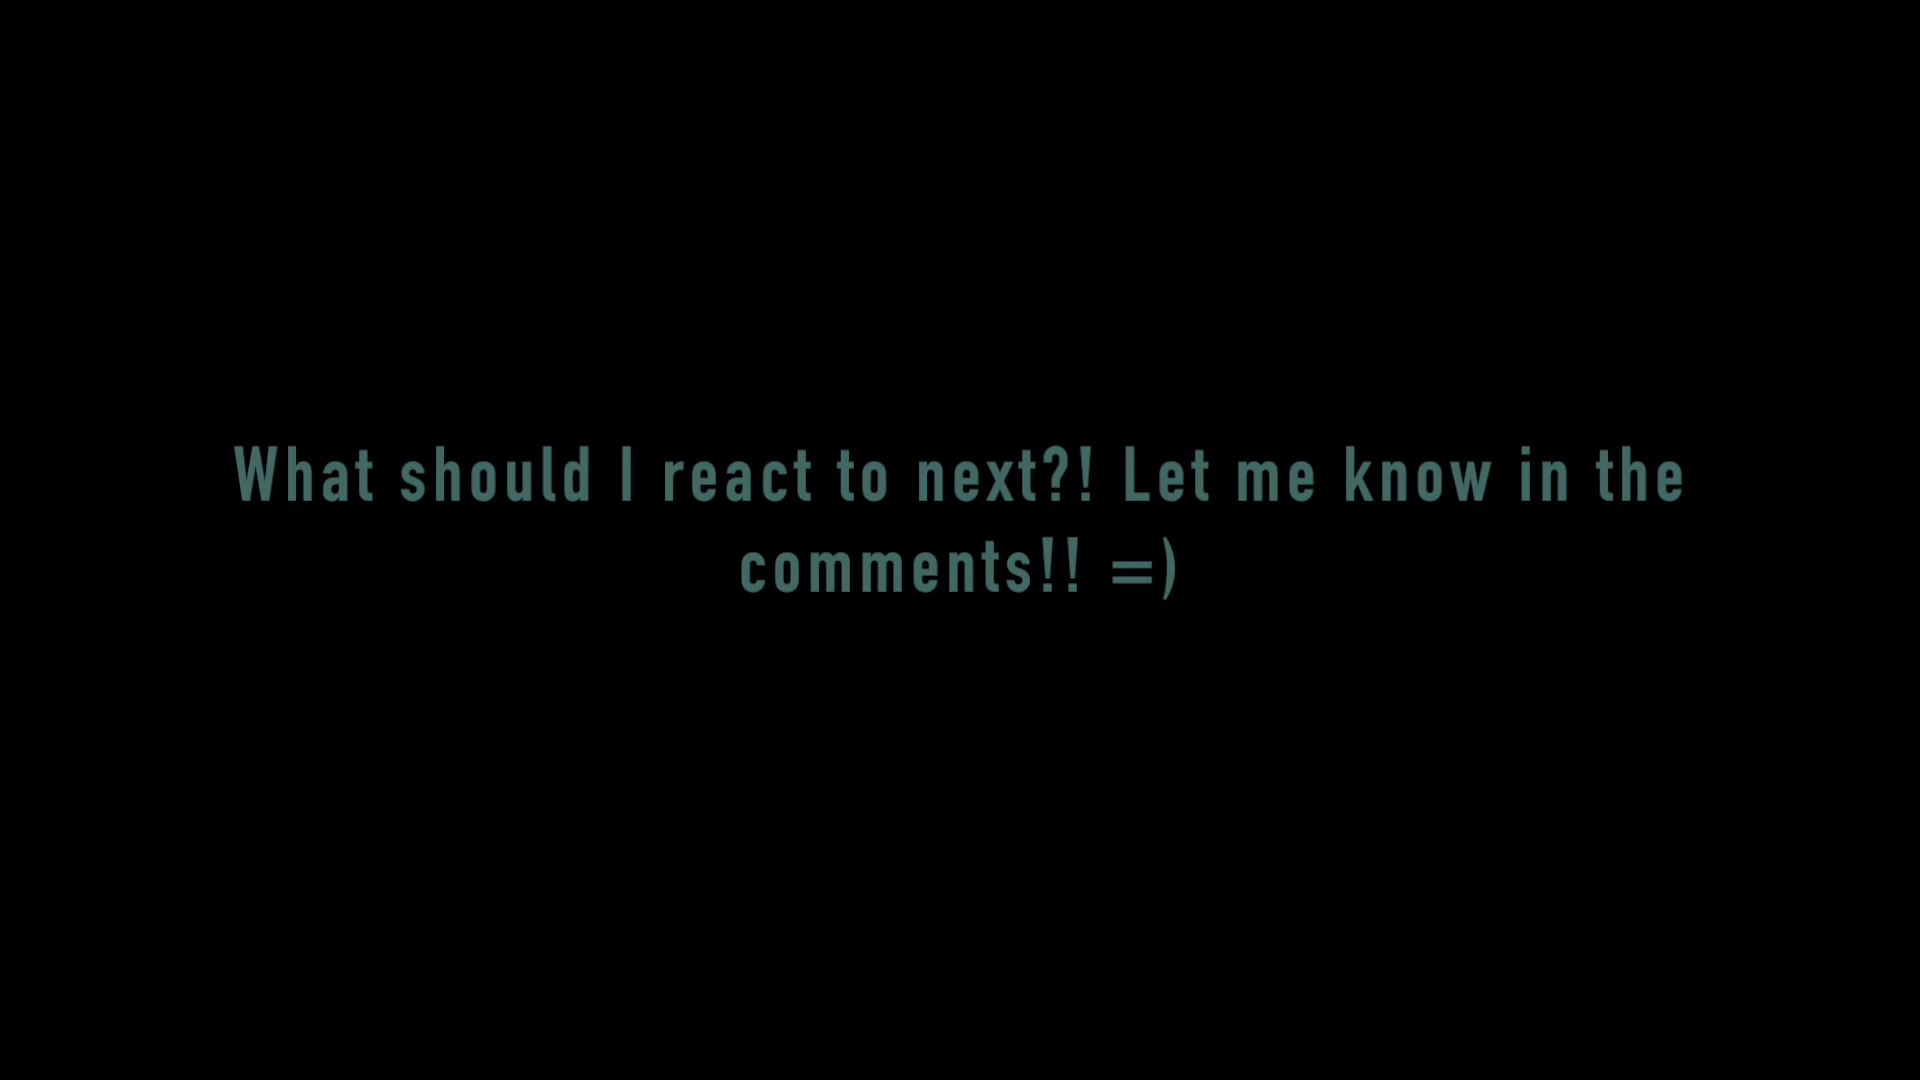 What should I react to next?! Let me know in the
comments!! =)